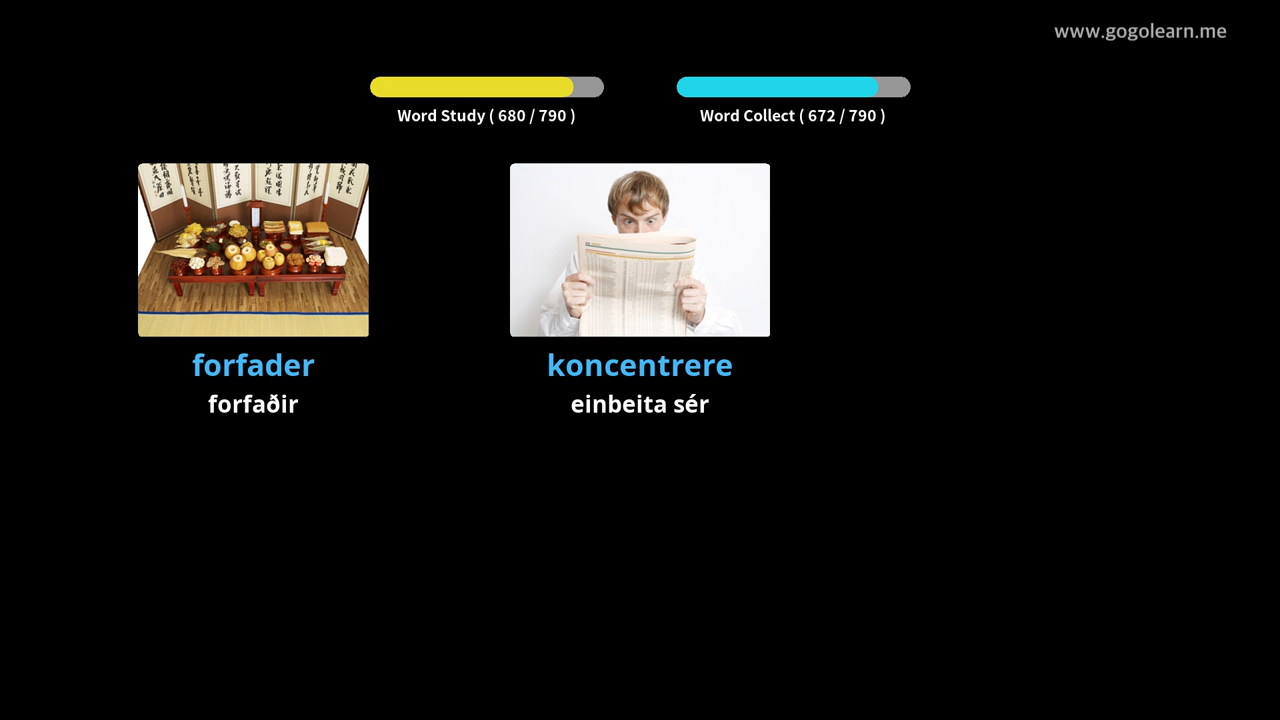 www.gogolearn.me
Word Study ( 680 / 790 )
Word Collect ( 672 / 790 )
forfader
forfaðir
koncentrere
einbeita sér